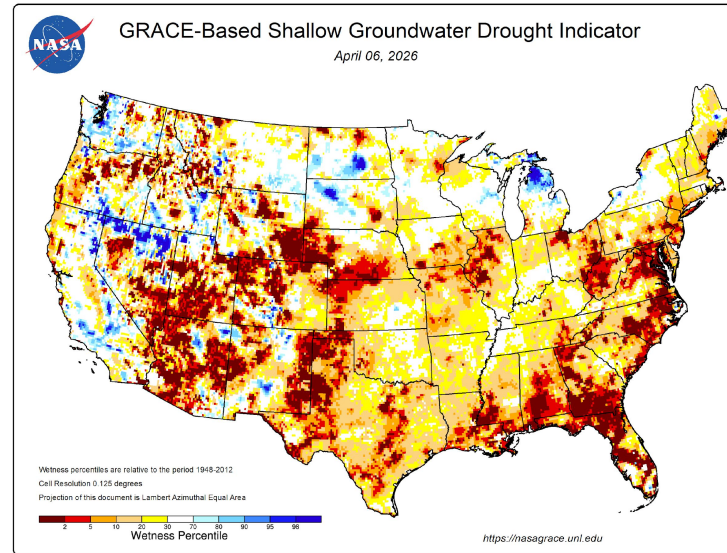 NASA
GRACE-Based Shallow Groundwater Drought Indicator
April 06, 2026
Wetness percentiles are relative to the period 1948-2012
Cell Resolution 0.125 degrees
Projection of this document is Lambert Azimuthal Equal Area
2 5 10 20 30 70 80 90 95 98
Wetness Percentile
https://nasagrace.unl.edu